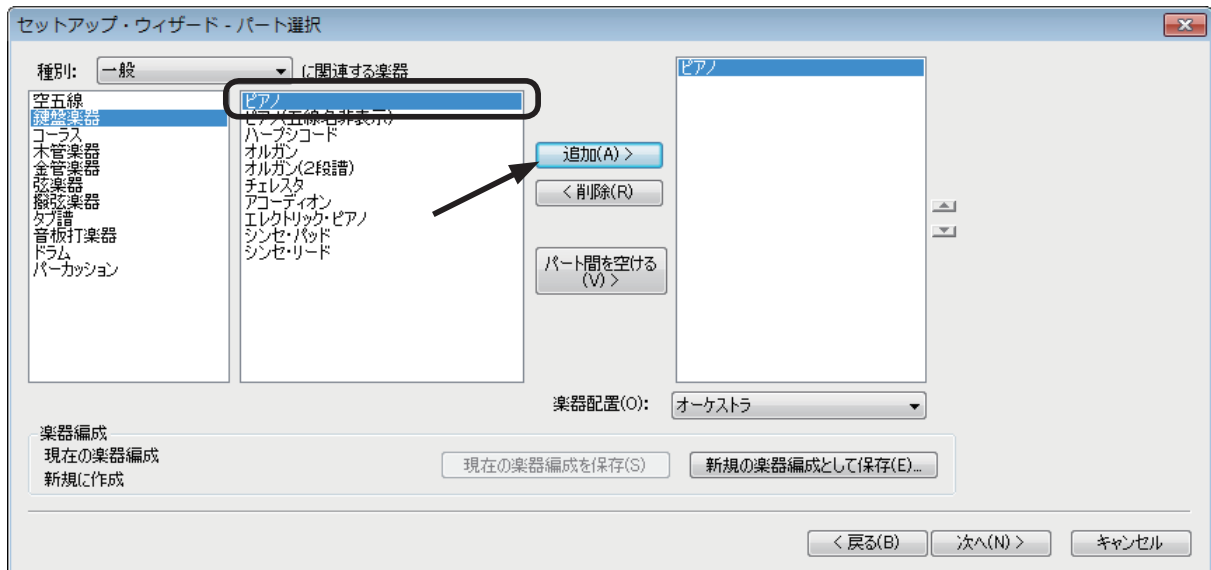 セットアップ・ウィザード - パート選択
種別: 一般 に関連する楽器
空五線
鍵盤楽器
コーラス
木管楽器
金管楽器
弦楽器
撥弦楽器
タブ譜
音板打楽器
ドラム
パーカッション
ピアノ
ピアノ(五線名非表示)
ハープシコード
オルガン
オルガン(2段譜)
チェレスタ
アコーディオン
エレクトリック・ピアノ
シンセ・パッド
シンセ・リード
追加(A) >
< 削除(R)
パート間を空ける
(V) >
ピアノ
楽器配置(O): オーケストラ
楽器編成
現在の楽器編成
新規に作成
現在の楽器編成を保存(S)
新規の楽器編成として保存(E)...
< 戻る(B)
次へ(N) >
キャンセル